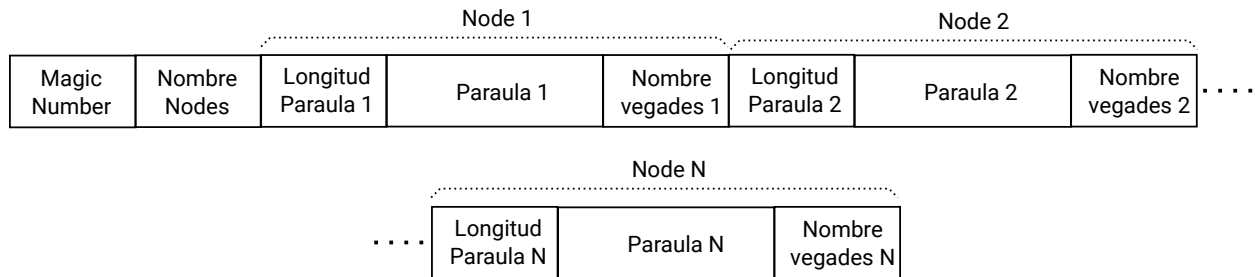 Node 1
Node 2
Magic Number
Nombre Nodes
Longitud Paraula 1
Paraula 1
Nombre vegades 1
Longitud Paraula 2
Paraula 2
Nombre vegades 2
Node N
Longitud Paraula N
Paraula N
Nombre vegades N